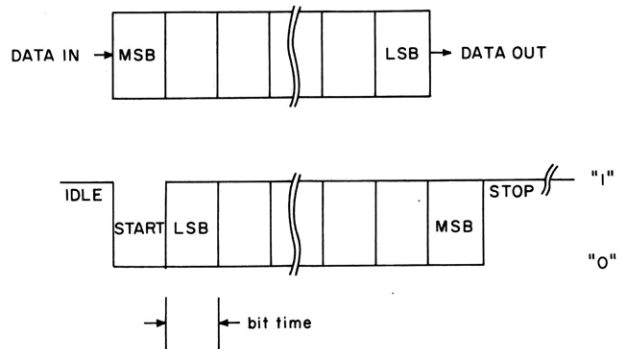 DATA IN MSB LSB DATA OUT
IDLE STOP "1"
START LSB MSB
"0"
bit time